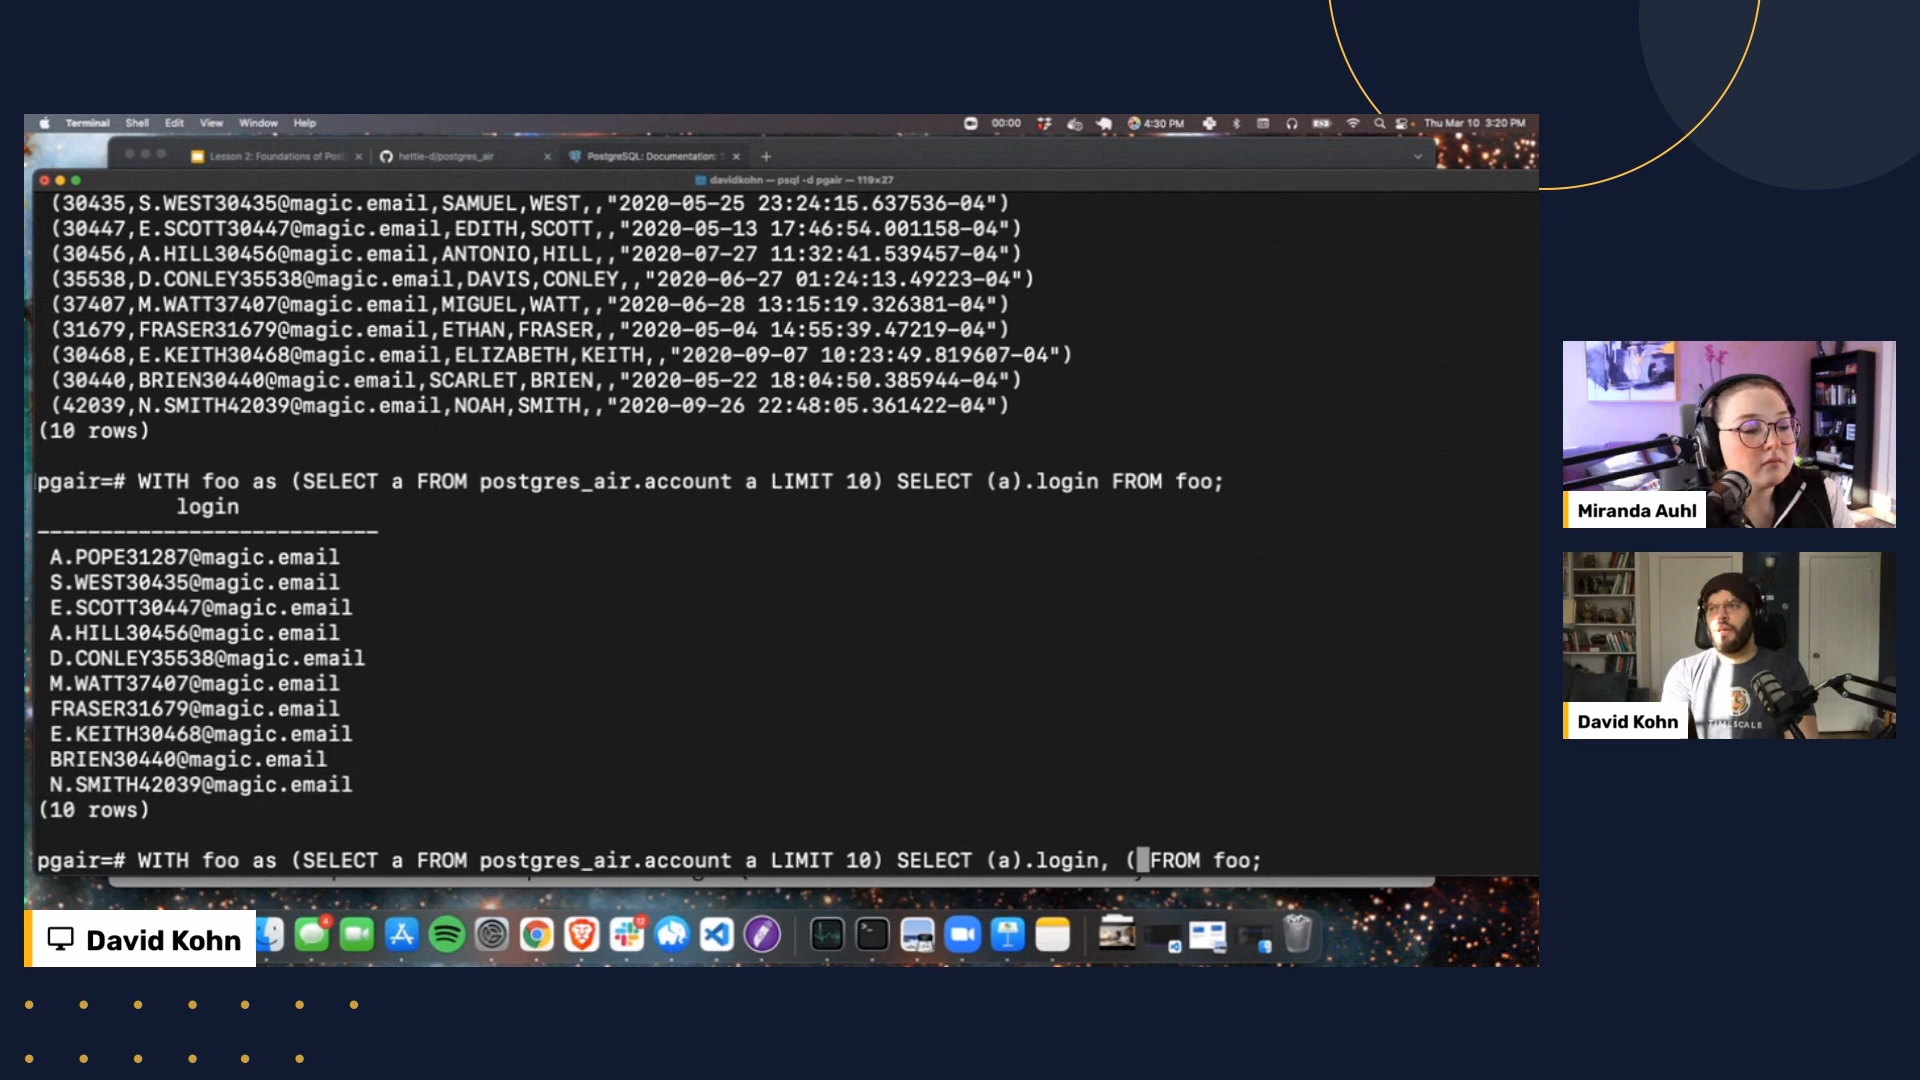 Terminal Shell Edit View Window Help
00:00 4:30 PM Thu Mar 10 3:20 PM
Lesson 2: Foundations of Post
hettie-d/postgres_air
PostgreSQL: Documentation:
davidkohn — psql -d pgair — 119×27
(30435,S.WEST30435@magic.email,SAMUEL,WEST,,"2020-05-25 23:24:15.637536-04")
(30447,E.SCOTT30447@magic.email,EDITH,SCOTT,,"2020-05-13 17:46:54.001158-04")
(30456,A.HILL30456@magic.email,ANTONIO,HILL,,"2020-07-27 11:32:41.539457-04")
(35538,D.CONLEY35538@magic.email,DAVIS,CONLEY,,"2020-06-27 01:24:13.49223-04")
(37407,M.WATT37407@magic.email,MIGUEL,WATT,,"2020-06-28 13:15:19.326381-04")
(31679,FRASER31679@magic.email,ETHAN,FRASER,,"2020-05-04 14:55:39.47219-04")
(30468,E.KEITH30468@magic.email,ELIZABETH,KEITH,,"2020-09-07 10:23:49.819607-04")
(30440,BRIEN30440@magic.email,SCARLET,BRIEN,,"2020-05-22 18:04:50.385944-04")
(42039,N.SMITH42039@magic.email,NOAH,SMITH,,"2020-09-26 22:48:05.361422-04")
(10 rows)
pgair=# WITH foo as (SELECT a FROM postgres_air.account a LIMIT 10) SELECT (a).login FROM foo;
login
---------------------------
A.POPE31287@magic.email
S.WEST30435@magic.email
E.SCOTT30447@magic.email
A.HILL30456@magic.email
D.CONLEY35538@magic.email
M.WATT37407@magic.email
FRASER31679@magic.email
E.KEITH30468@magic.email
BRIEN30440@magic.email
N.SMITH42039@magic.email
(10 rows)
pgair=# WITH foo as (SELECT a FROM postgres_air.account a LIMIT 10) SELECT (a).login, ( FROM foo;
David Kohn
Miranda Auhl
TIMESCALE
David Kohn